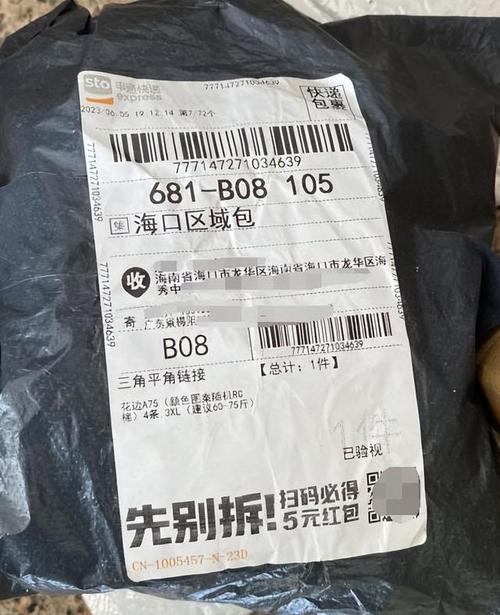 sto 申通快递
express
快递
包裹
777147271034639
2023/06/05 19:12:14 第7/72个
777147271034639
681-B08 105
集 海口区域包
收 海南省海口市龙华区海南省海口市龙华区海
秀中
寄 广东省揭阳
B08
777147271034639
【总计：1件】
三角平角链接
花边A75（颜色图案随机
4条 3XL（建议60-75斤）
已验视
先别拆！
扫码必得
5元红包
CN-1005457-N-23D
777147271034639
777147271034639